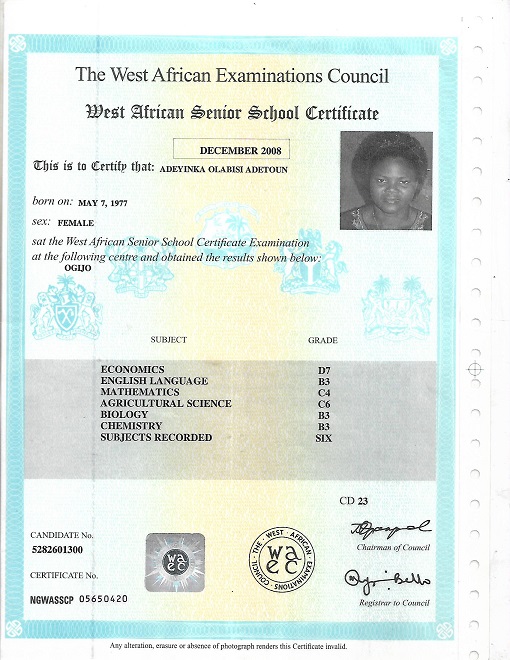 The West African Examinations Council
West African Senior School Certificate
DECEMBER 2008
This is to Certify that: ADEYINKA OLABISI ADETOUN
born on: MAY 7, 1977
sex: FEMALE
sat the West African Senior School Certificate Examination
at the following centre and obtained the results shown below:
OGIJO
SUBJECT GRADE
ECONOMICS D7
ENGLISH LANGUAGE B3
MATHEMATICS C4
AGRICULTURAL SCIENCE C6
BIOLOGY B3
CHEMISTRY B3
SUBJECTS RECORDED SIX
CD 23
CANDIDATE No.
5282601300
Chairman of Council
CERTIFICATE No.
NGWASSCP 05650420
waec
THE WEST AFRICAN EXAMINATIONS COUNCIL
waec
Registrar to Council
Any alteration, erasure or absence of photograph renders this Certificate invalid.